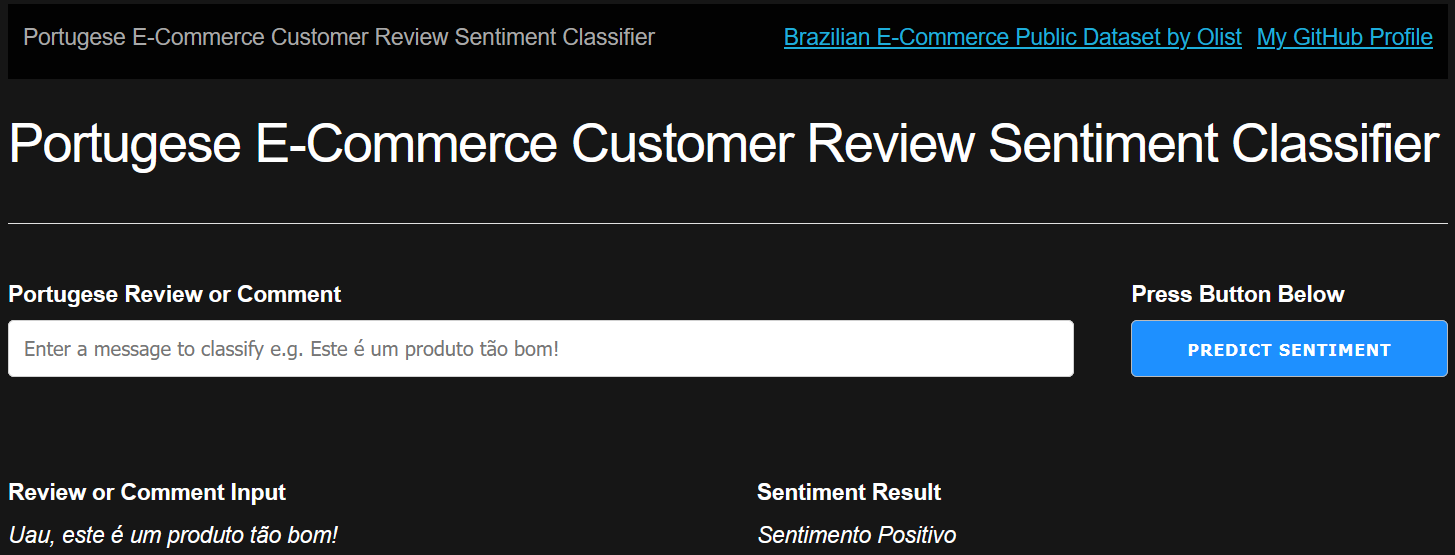 Portugese E-Commerce Customer Review Sentiment Classifier
Brazilian E-Commerce Public Dataset by Olist
My GitHub Profile
Portugese E-Commerce Customer Review Sentiment Classifier
Portugese Review or Comment
Press Button Below
Enter a message to classify e.g. Este é um produto tão bom!
PREDICT SENTIMENT
Review or Comment Input
Sentiment Result
Uau, este é um produto tão bom!
Sentimento Positivo